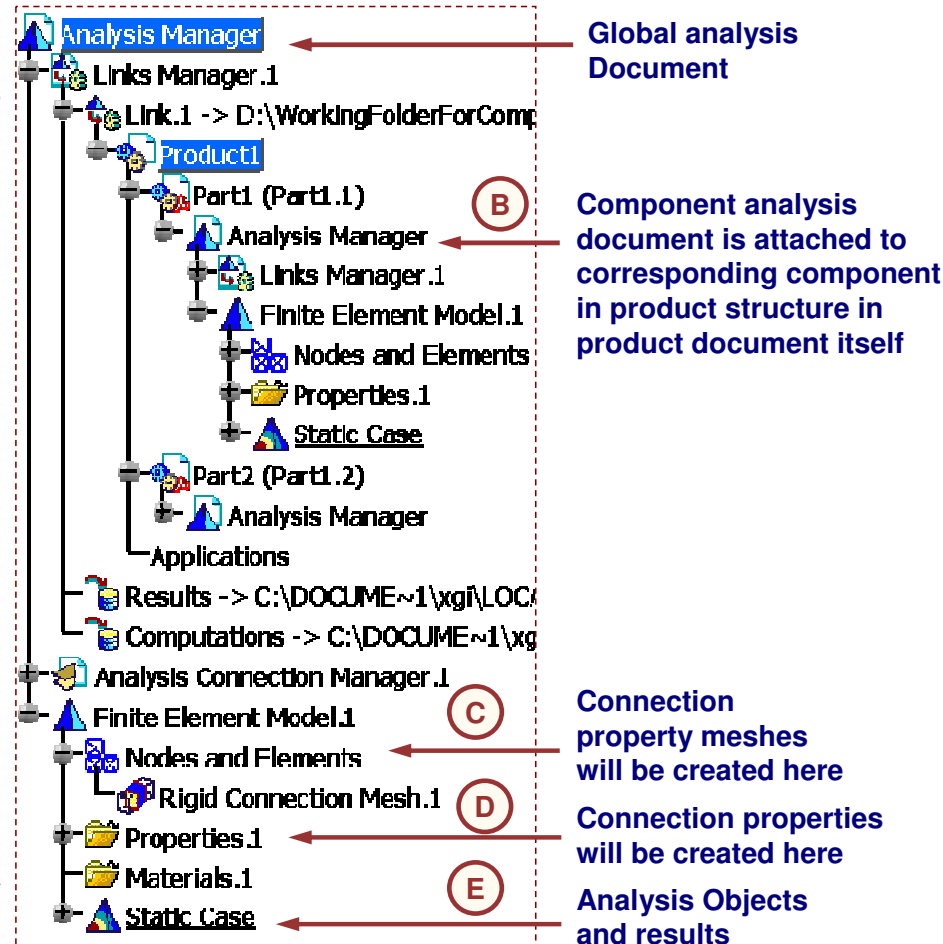 Analysis Manager
Global analysis
Document
Links Manager.1
Link.1 -> D:\WorkingFolderForComp
Product1
Part1 (Part1.1)
B
Analysis Manager
Component analysis
document is attached to
corresponding component
in product structure in
product document itself
Links Manager.1
Finite Element Model.1
Nodes and Elements
Properties.1
Static Case
Part2 (Part1.2)
Analysis Manager
Applications
Results -> C:\DOCUME~1\xgi\LOCA
Computations -> C:\DOCUME~1\xg
Analysis Connection Manager.1
Finite Element Model.1
C
Connection
property meshes
will be created here
Nodes and Elements
Rigid Connection Mesh.1
D
Properties.1
Connection properties
will be created here
Materials.1
E
Static Case
Analysis Objects
and results